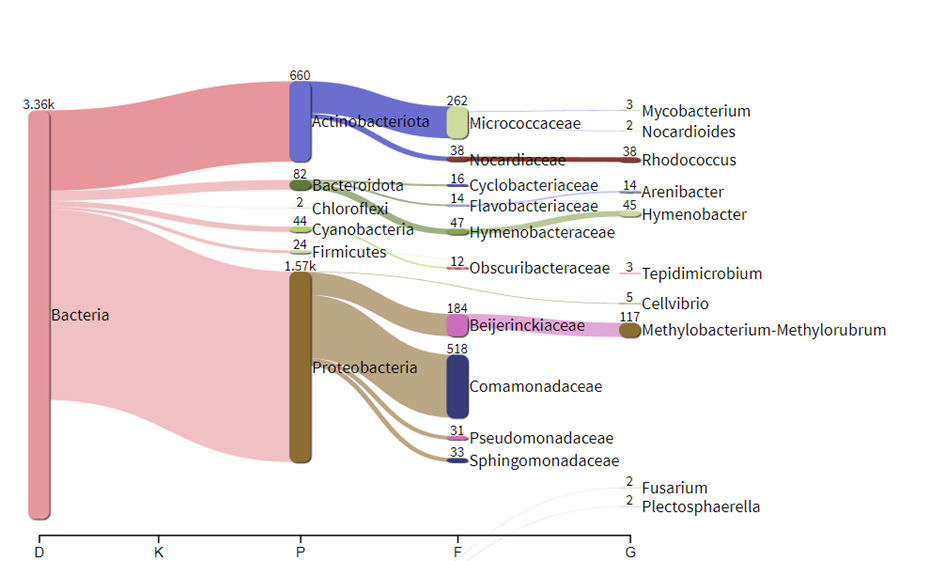 660
3.36k
262
3
Mycobacterium
Actinobacteriota
Micrococcaceae
2
Nocardioides
38
Nocardiaceae
38
Rhodococcus
82
Bacteroidota
16
Cyclobacteriaceae
14
Arenibacter
2
Chloroflexi
14
Flavobacteriaceae
45
Hymenobacter
44
Cyanobacteria
47
Hymenobacteraceae
24
Firmicutes
12
Obscuribacteraceae
3
Tepidimicrobium
1.57k
5
Cellvibrio
Bacteria
184
Beijerinckiaceae
117
Methylobacterium-Methylorubrum
518
Proteobacteria
Comamonadaceae
31
Pseudomonadaceae
33
Sphingomonadaceae
2
Fusarium
2
Plectosphaerella
D K P F G